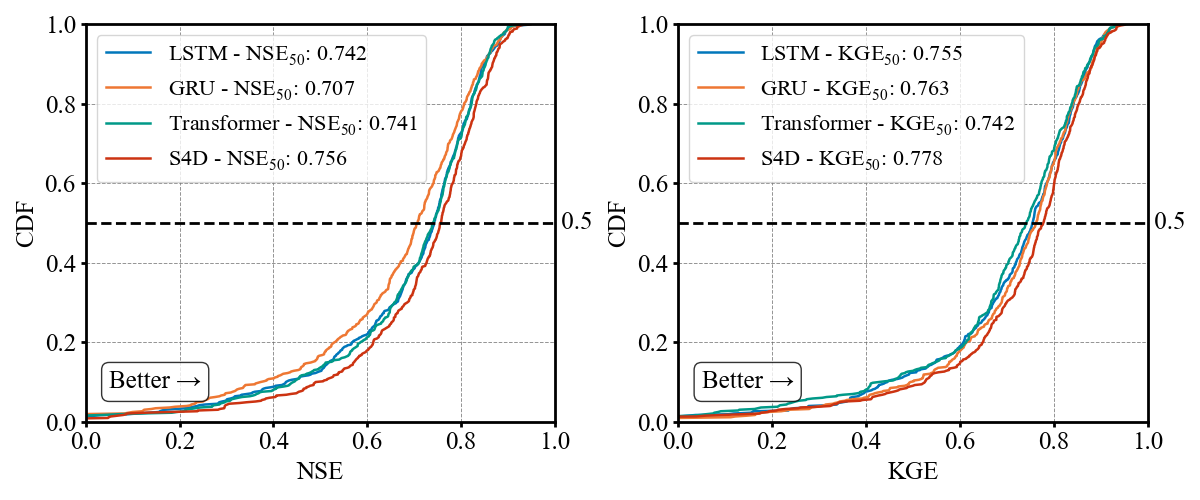 1.0
0.8
0.6
0.4
0.2
0.0
CDF
LSTM - NSE₅₀: 0.742
GRU - NSE₅₀: 0.707
Transformer - NSE₅₀: 0.741
S4D - NSE₅₀: 0.756
0.5
Better →
0.0 0.2 0.4 0.6 0.8 1.0
NSE
1.0
0.8
0.6
0.4
0.2
0.0
CDF
LSTM - KGE₅₀: 0.755
GRU - KGE₅₀: 0.763
Transformer - KGE₅₀: 0.742
S4D - KGE₅₀: 0.778
0.5
Better →
0.0 0.2 0.4 0.6 0.8 1.0
KGE